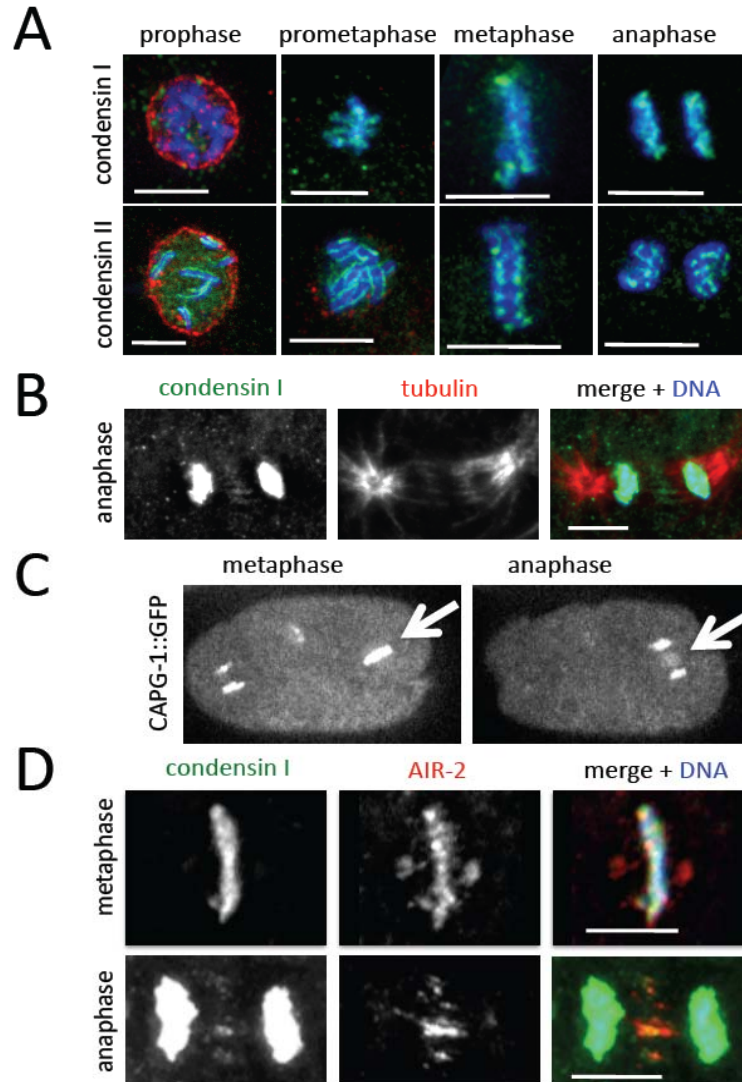 A
prophase prometaphase metaphase anaphase
condensin I
condensin II
B
condensin I tubulin merge + DNA
anaphase
C
metaphase anaphase
CAPG-1::GFP
D
condensin I AIR-2 merge + DNA
metaphase
anaphase